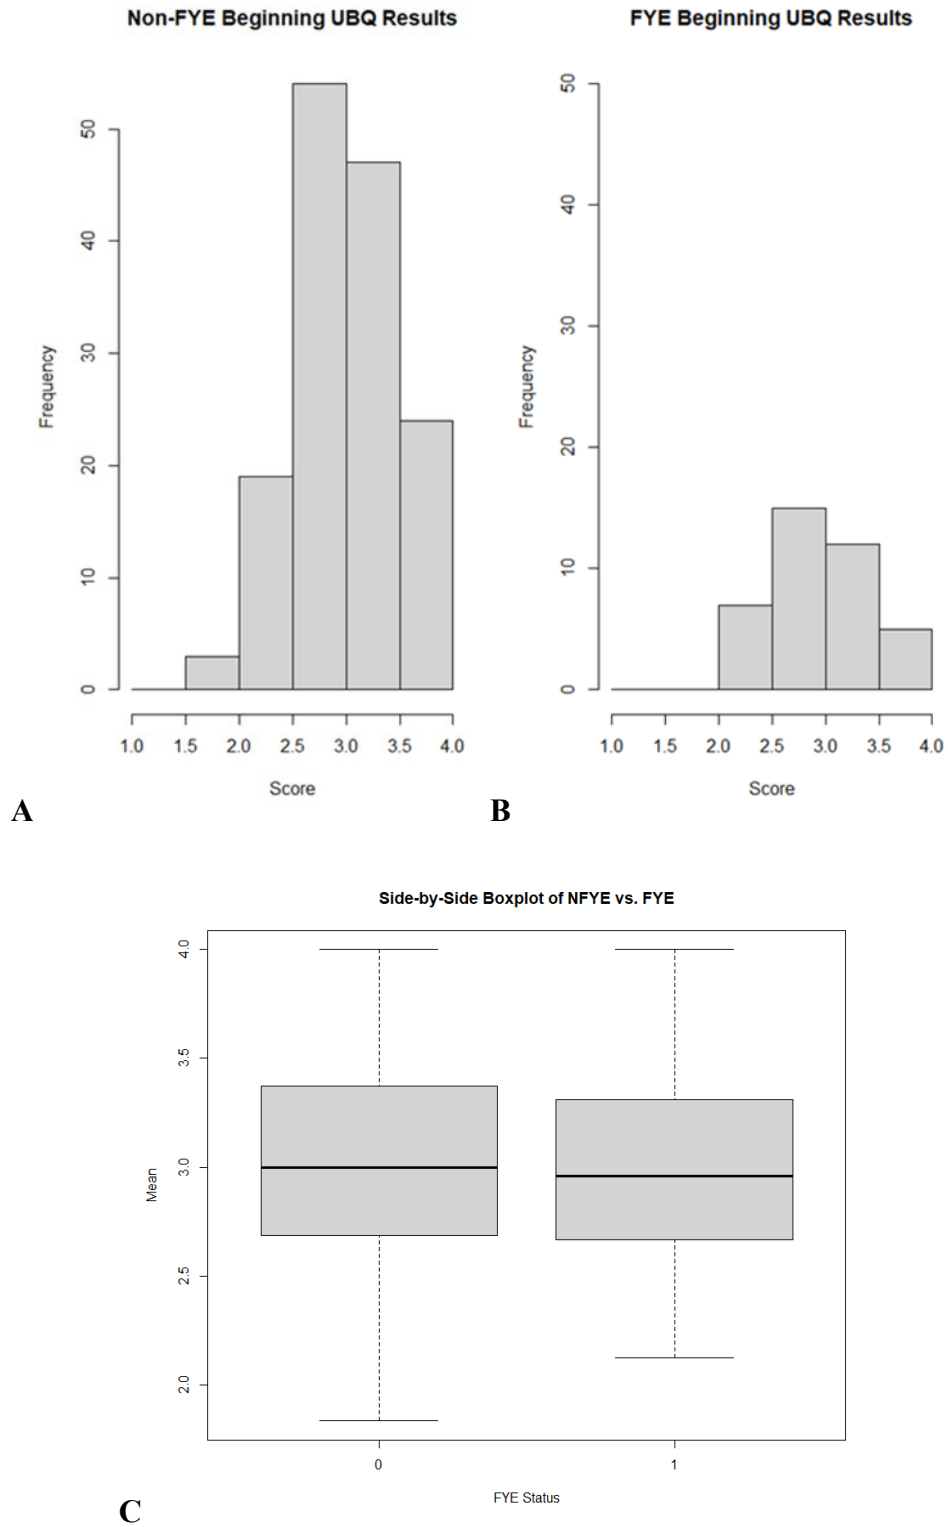 Non-FYE Beginning UBQ Results
Frequency
50
40
30
20
10
0
1.0 1.5 2.0 2.5 3.0 3.5 4.0
Score
A
FYE Beginning UBQ Results
Frequency
50
40
30
20
10
0
1.0 1.5 2.0 2.5 3.0 3.5 4.0
Score
B
Side-by-Side Boxplot of NFYE vs. FYE
Mean
4.0
3.5
3.0
2.5
2.0
0 1
FYE Status
C